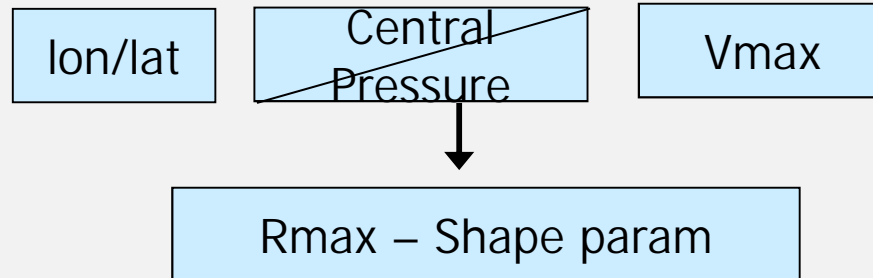 lon/lat
Central
Pressure
Vmax
Rmax – Shape param